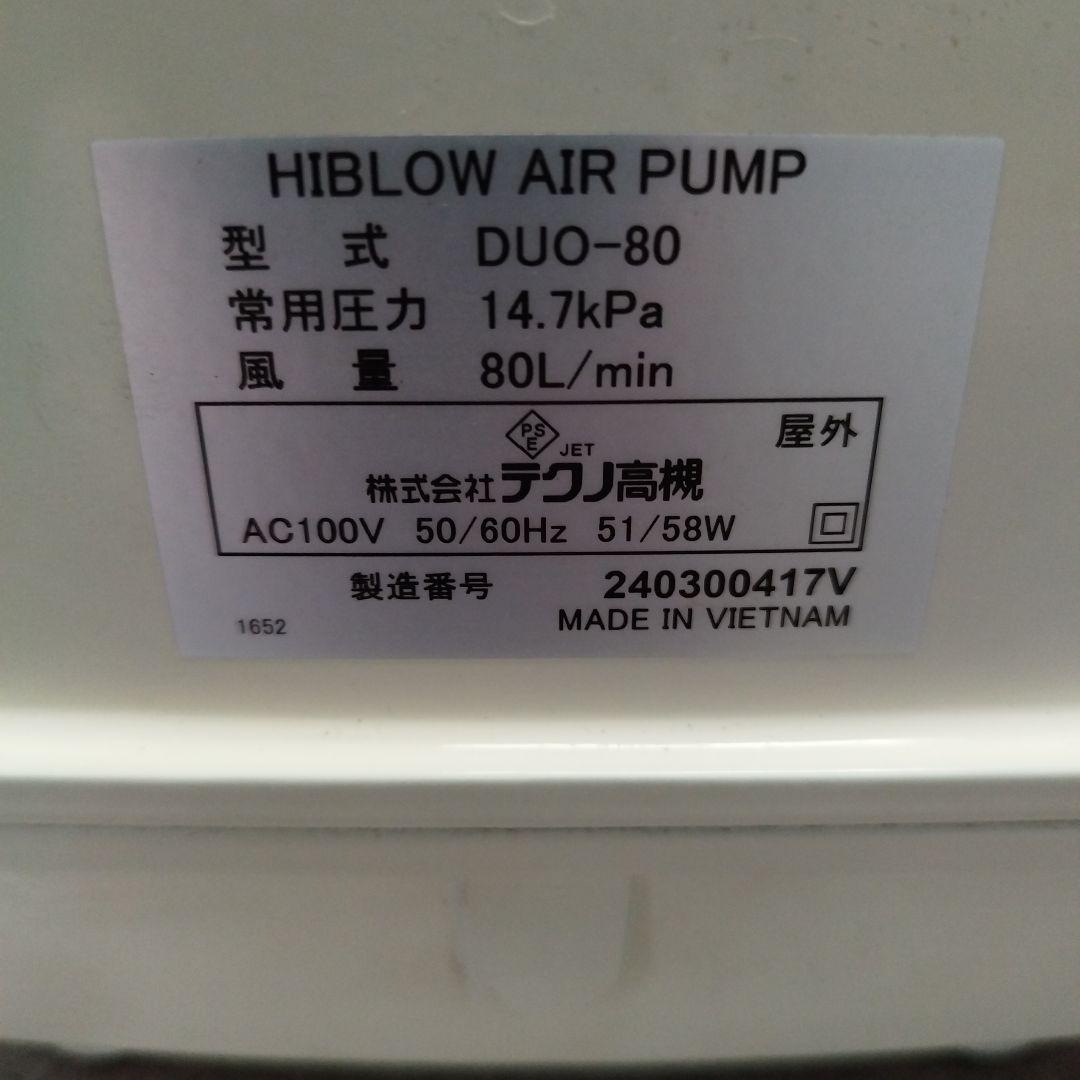 HIBLOW AIR PUMP
型式 DUO-80
常用圧力 14.7kPa
風量 80L/min
PSE JET 屋外
株式会社テクノ高槻
AC100V 50/60Hz 51/58W
製造番号 240300417V
1652 MADE IN VIETNAM